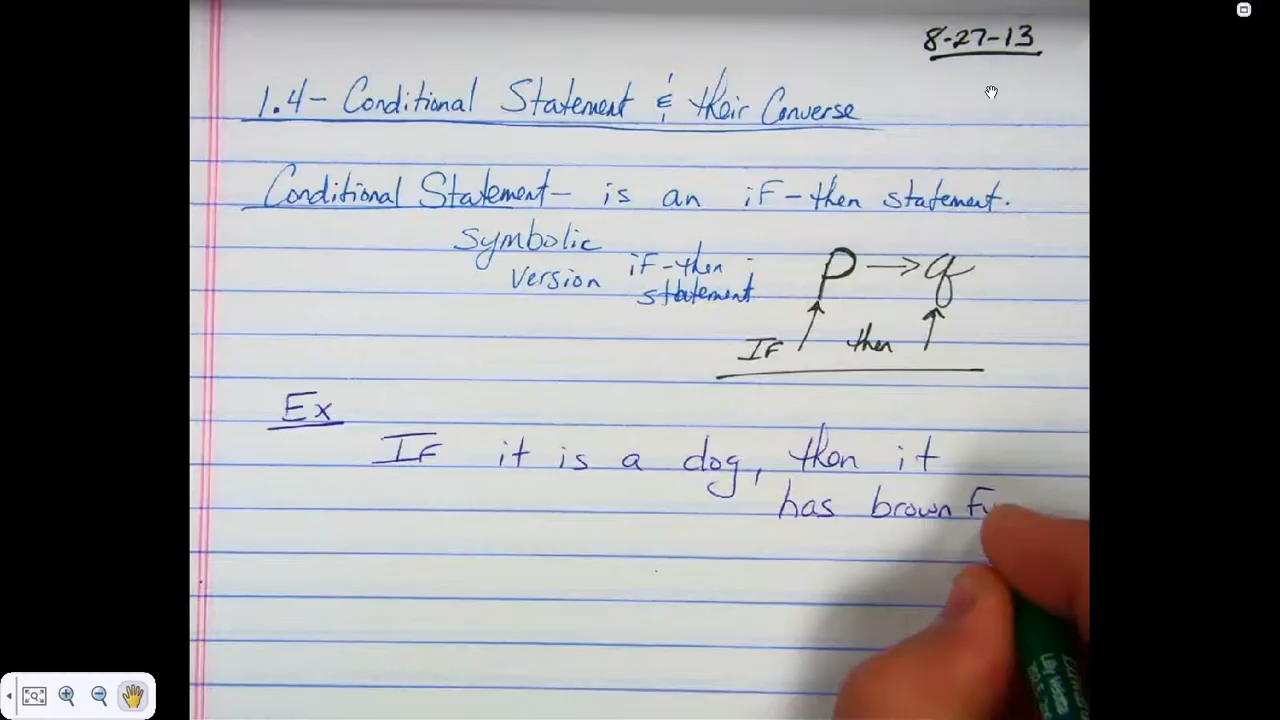 8-27-13
1.4- Conditional Statement & their Converse
Conditional Statement- is an iF-then statement.
Symbolic
version iF-then
statement
P → q
IF then
Ex
IF it is a dog, then it
has brown Fu